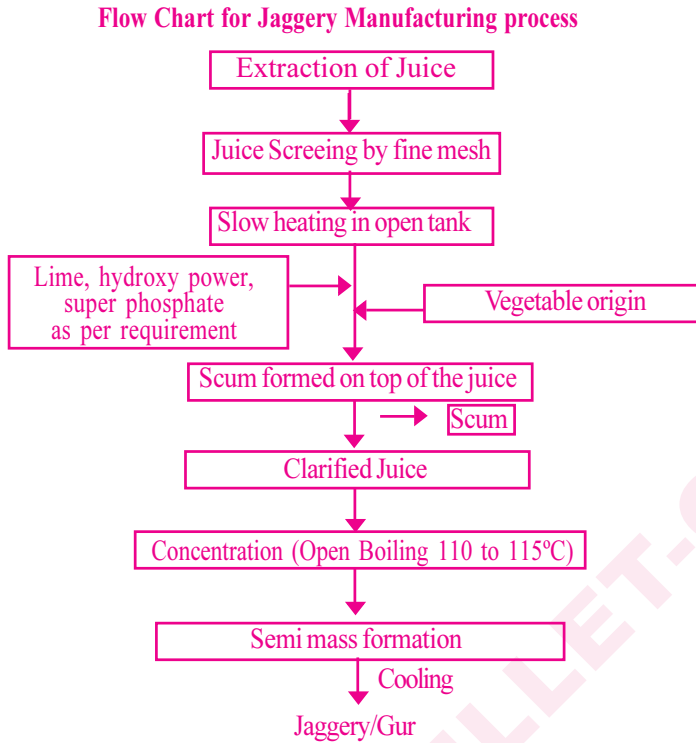 Flow Chart for Jaggery Manufacturing process
Extraction of Juice
Juice Screeing by fine mesh
Slow heating in open tank
Lime, hydroxy power,
super phosphate
as per requirement
Vegetable origin
Scum formed on top of the juice
Scum
Clarified Juice
Concentration (Open Boiling 110 to 115ºC)
Semi mass formation
Cooling
Jaggery/Gur